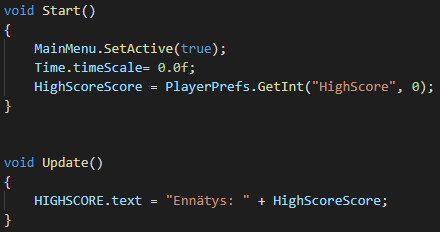 void Start()
{
    MainMenu.SetActive(true);
    Time.timeScale= 0.0f;
    HighScoreScore = PlayerPrefs.GetInt("HighScore", 0);
}
void Update()
{
    HIGHSCORE.text = "Ennätys: " + HighScoreScore;
}